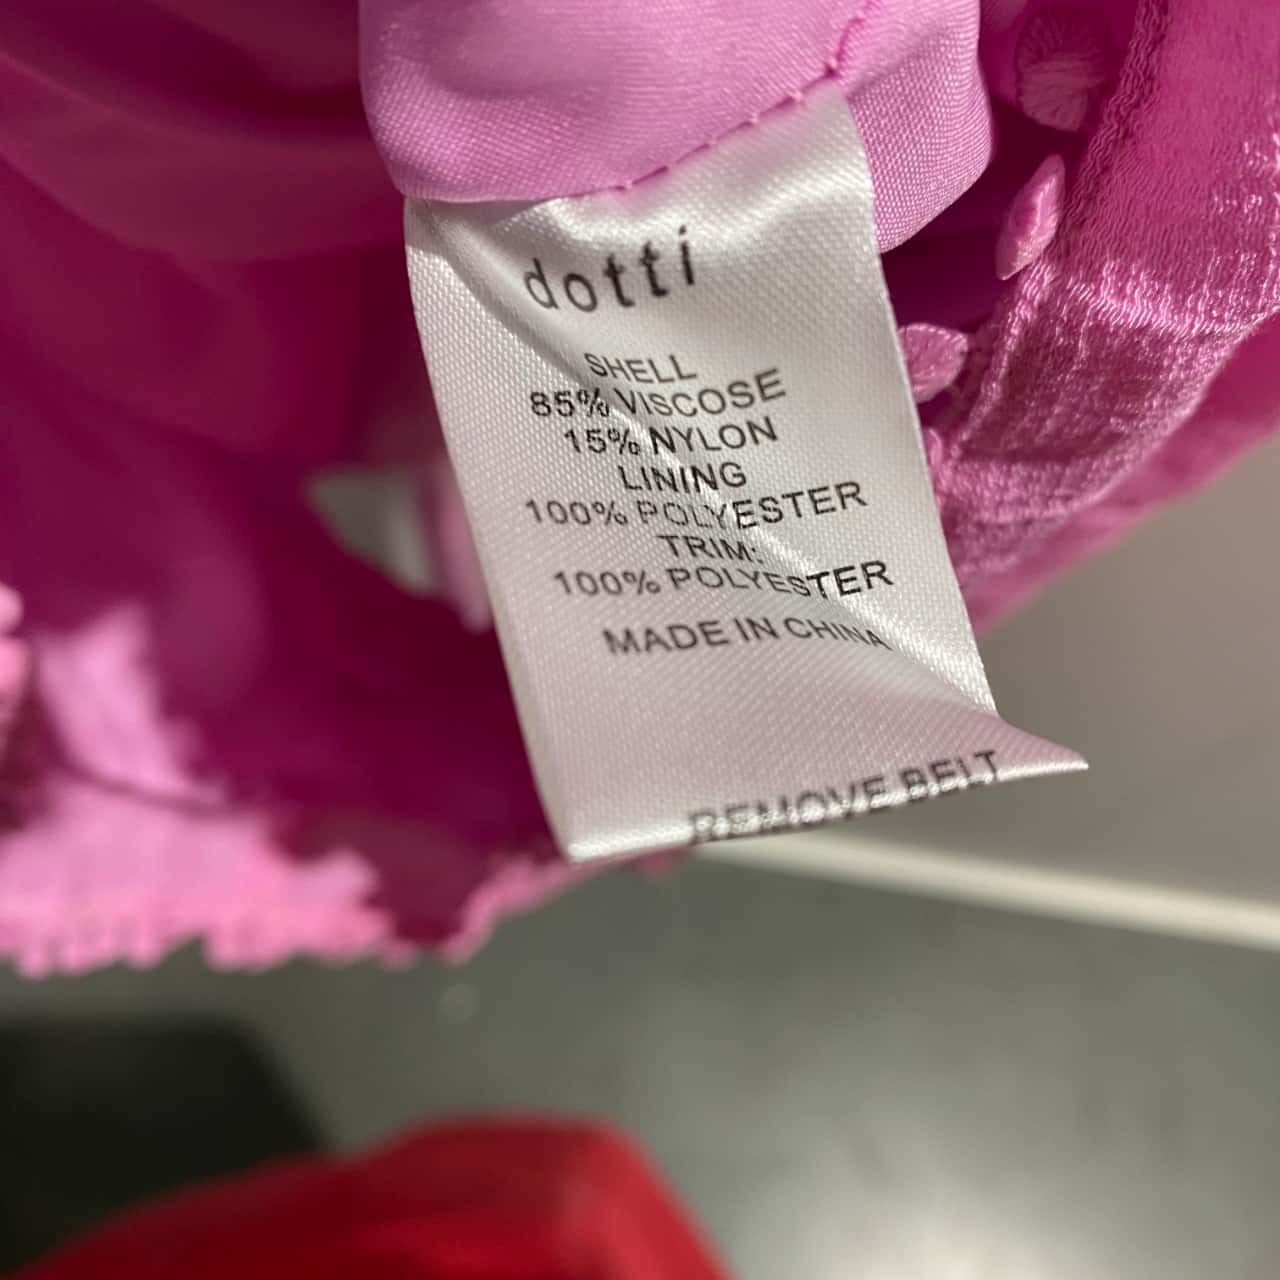 dotti
SHELL
85% VISCOSE
15% NYLON
LINING
100% POLYESTER
TRIM:
100% POLYESTER
MADE IN CHINA
REMOVE BELT